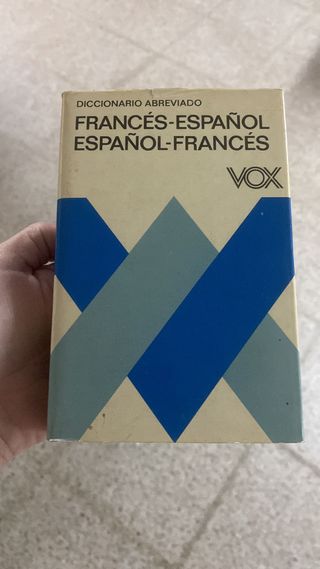 DICCIONARIO ABREVIADO
FRANCÉS-ESPAÑOL
ESPAÑOL-FRANCÉS
VOX